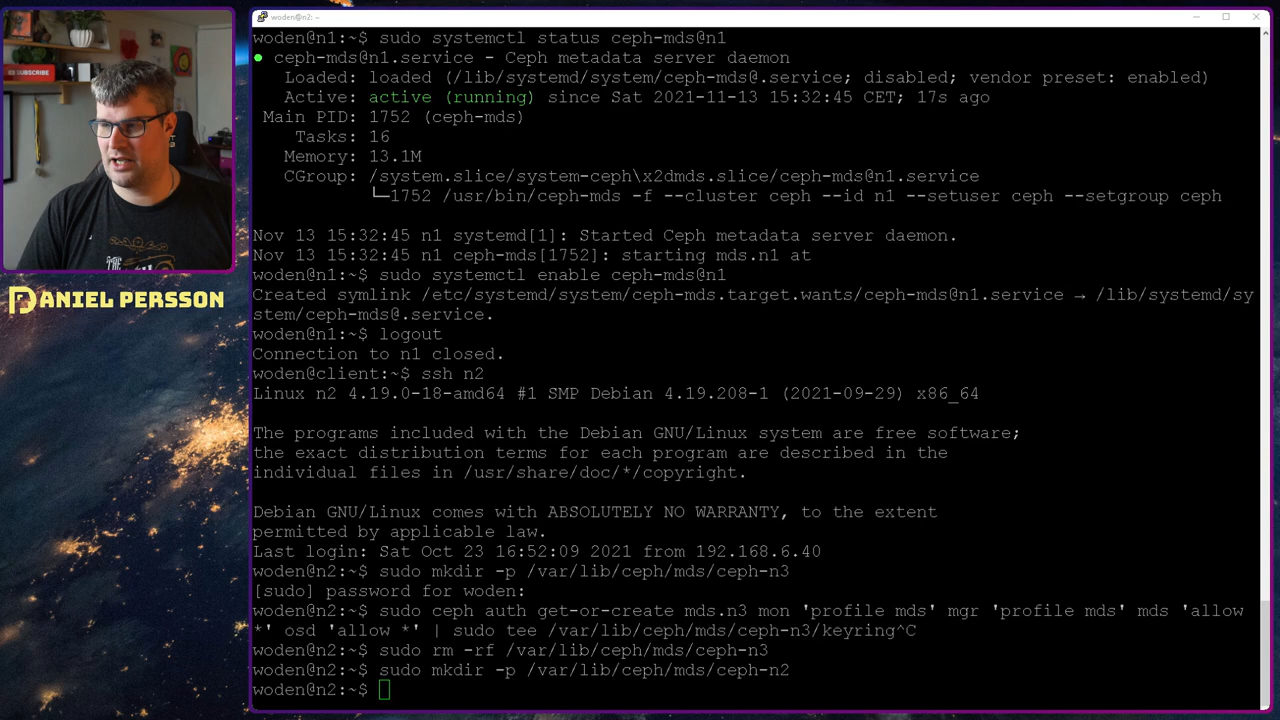 woden@n2: ~
woden@n1:~$ sudo systemctl status ceph-mds@n1
● ceph-mds@n1.service - Ceph metadata server daemon
Loaded: loaded (/lib/systemd/system/ceph-mds@.service; disabled; vendor preset: enabled)
Active: active (running) since Sat 2021-11-13 15:32:45 CET; 17s ago
Main PID: 1752 (ceph-mds)
Tasks: 16
Memory: 13.1M
CGroup: /system.slice/system-ceph\x2dmds.slice/ceph-mds@n1.service
└─1752 /usr/bin/ceph-mds -f --cluster ceph --id n1 --setuser ceph --setgroup ceph
Nov 13 15:32:45 n1 systemd[1]: Started Ceph metadata server daemon.
Nov 13 15:32:45 n1 ceph-mds[1752]: starting mds.n1 at
woden@n1:~$ sudo systemctl enable ceph-mds@n1
Created symlink /etc/systemd/system/ceph-mds.target.wants/ceph-mds@n1.service → /lib/systemd/sy
stem/ceph-mds@.service.
woden@n1:~$ logout
Connection to n1 closed.
woden@client:~$ ssh n2
Linux n2 4.19.0-18-amd64 #1 SMP Debian 4.19.208-1 (2021-09-29) x86_64
The programs included with the Debian GNU/Linux system are free software;
the exact distribution terms for each program are described in the
individual files in /usr/share/doc/*/copyright.
Debian GNU/Linux comes with ABSOLUTELY NO WARRANTY, to the extent
permitted by applicable law.
Last login: Sat Oct 23 16:52:09 2021 from 192.168.6.40
woden@n2:~$ sudo mkdir -p /var/lib/ceph/mds/ceph-n3
[sudo] password for woden:
woden@n2:~$ sudo ceph auth get-or-create mds.n3 mon 'profile mds' mgr 'profile mds' mds 'allow
*' osd 'allow *' | sudo tee /var/lib/ceph/mds/ceph-n3/keyring^C
woden@n2:~$ sudo rm -rf /var/lib/ceph/mds/ceph-n3
woden@n2:~$ sudo mkdir -p /var/lib/ceph/mds/ceph-n2
woden@n2:~$
SUBSCRIBE
THE
DANIEL PERSSON